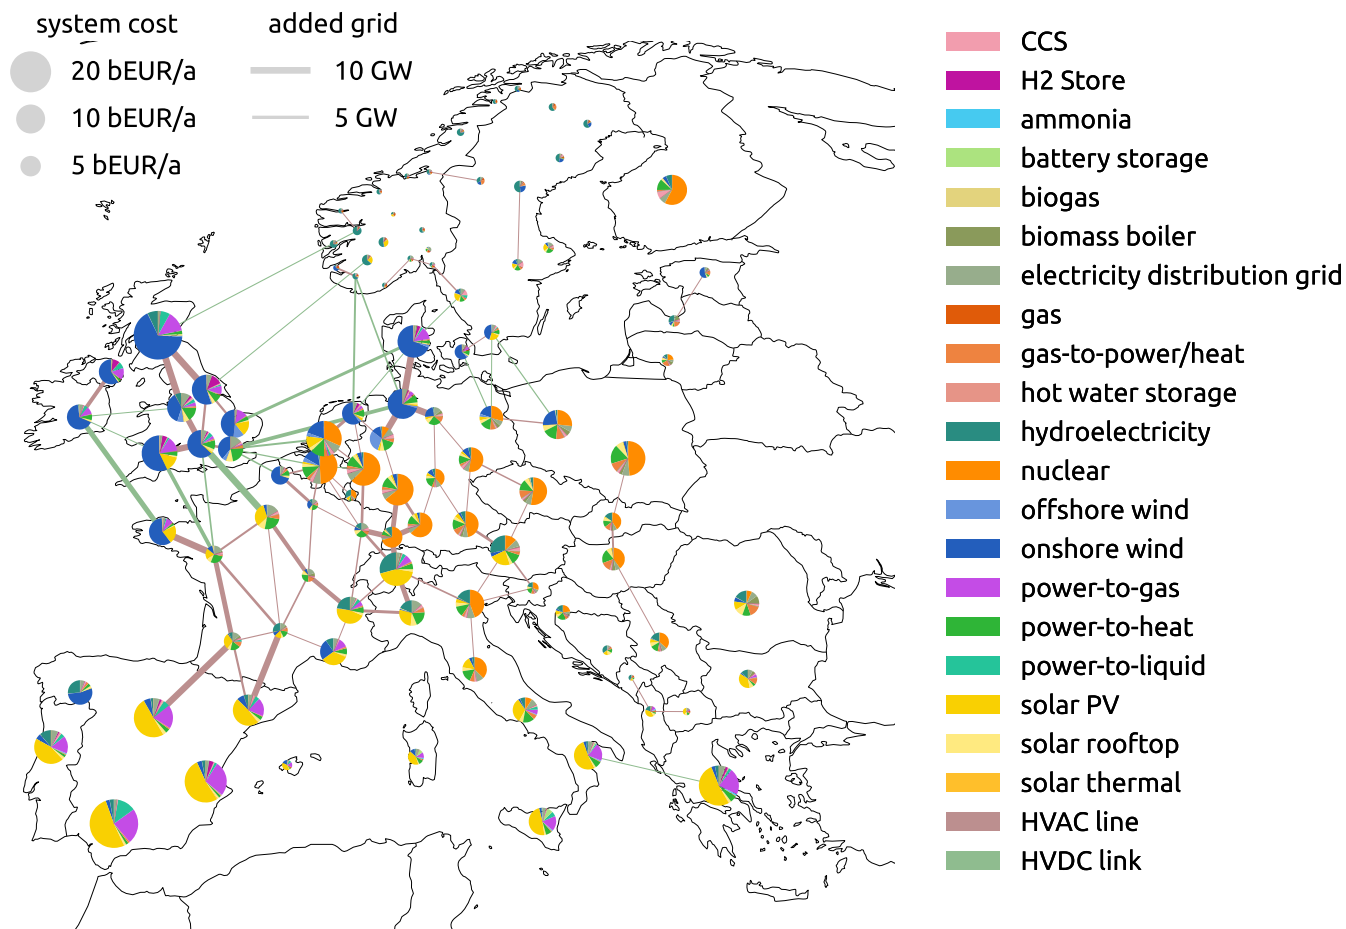 system cost
20 bEUR/a
10 bEUR/a
5 bEUR/a
added grid
10 GW
5 GW
CCS
H2 Store
ammonia
battery storage
biogas
biomass boiler
electricity distribution grid
gas
gas-to-power/heat
hot water storage
hydroelectricity
nuclear
offshore wind
onshore wind
power-to-gas
power-to-heat
power-to-liquid
solar PV
solar rooftop
solar thermal
HVAC line
HVDC link